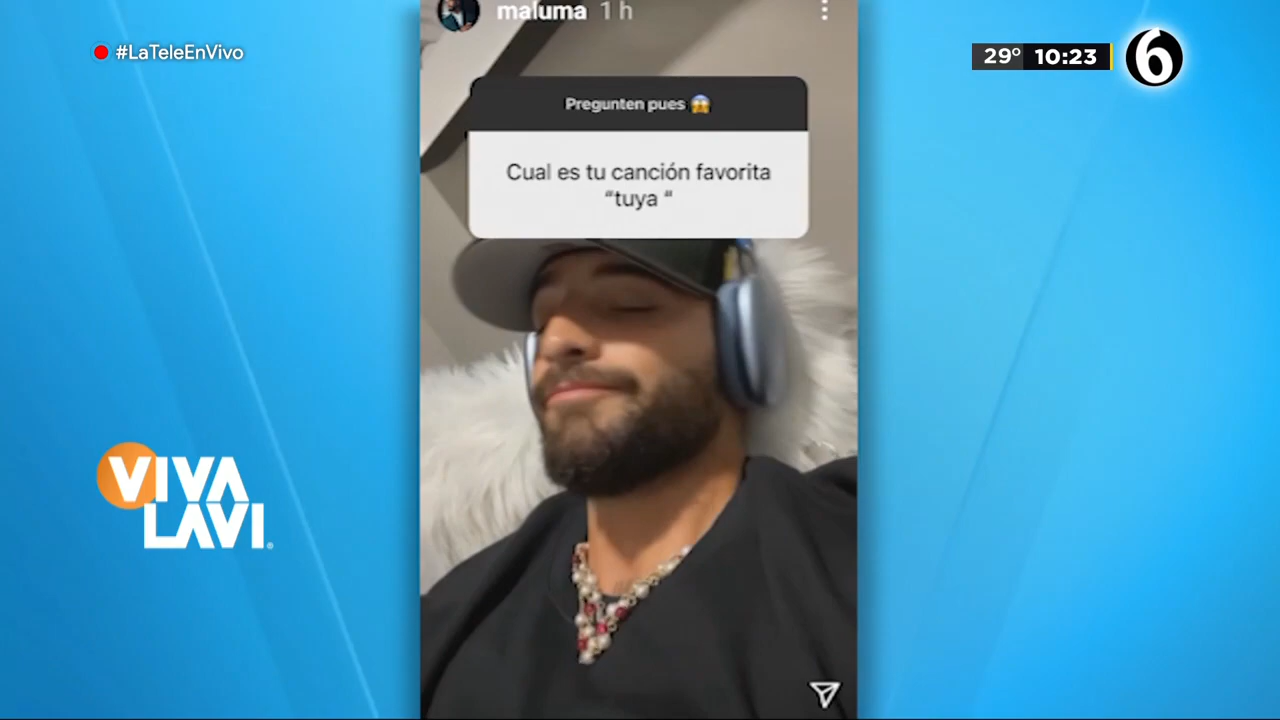 maluma 1 h
#LaTeleEnVivo
29° 10:23 6
Pregunten pues 😱
Cual es tu canción favorita
“tuya “
VIVA
LAVI®